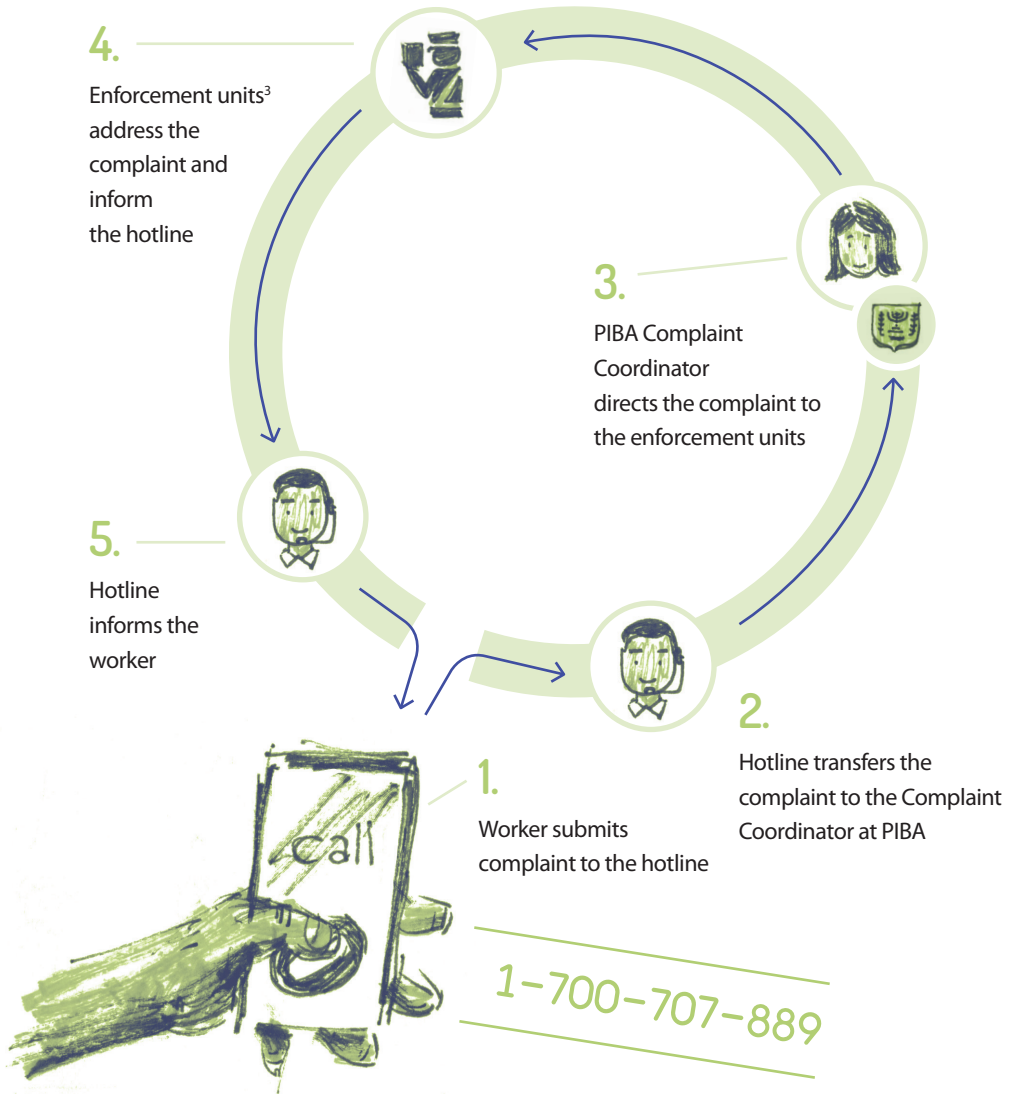 4.
Enforcement units³
address the
complaint and
inform
the hotline
3.
PIBA Complaint
Coordinator
directs the complaint to
the enforcement units
5.
Hotline
informs the
worker
2.
Hotline transfers the
complaint to the Complaint
Coordinator at PIBA
1.
Worker submits
complaint to the hotline
call
1-700-707-889